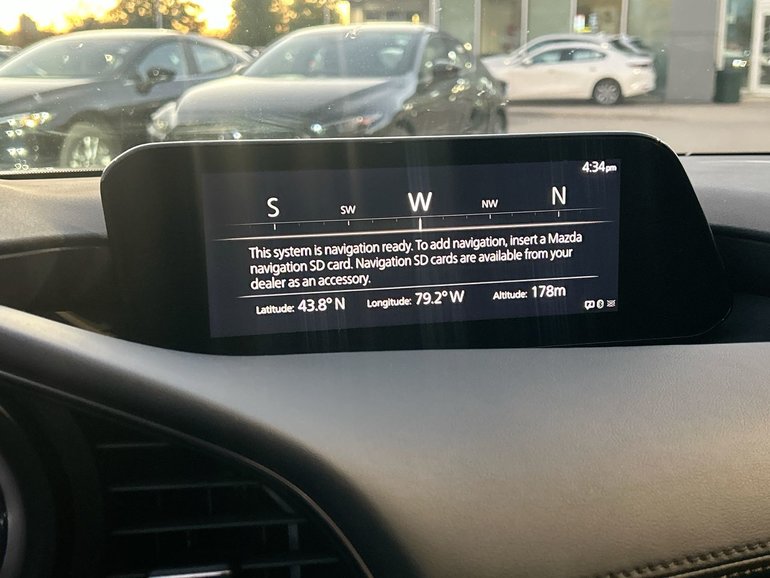 4:34pm
S SW W NW N
This system is navigation ready. To add navigation, insert a Mazda
navigation SD card. Navigation SD cards are available from your
dealer as an accessory.
Latitude: 43.8° N Longitude: 79.2° W Altitude: 178m